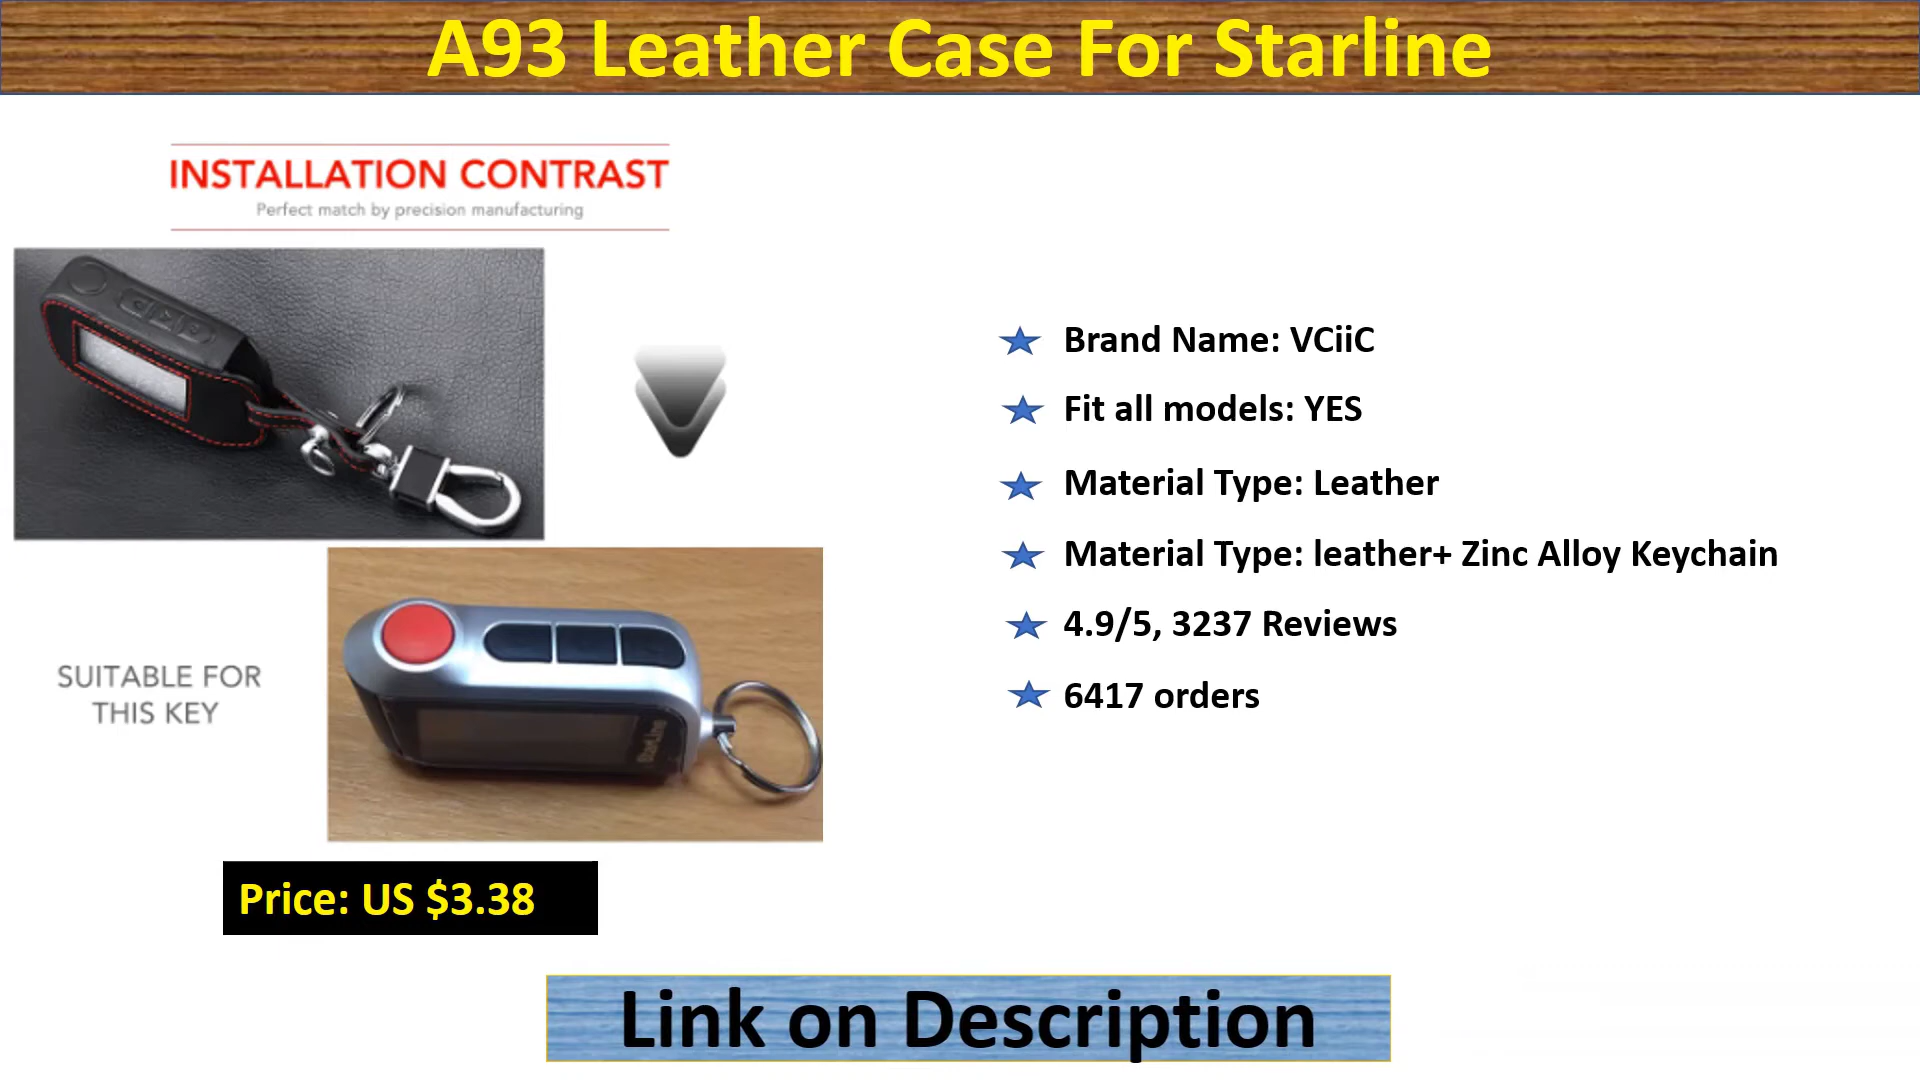 A93 Leather Case For Starline
INSTALLATION CONTRAST
Perfect match by precision manufacturing
Brand Name: VCiiC
Fit all models: YES
Material Type: Leather
Material Type: leather+ Zinc Alloy Keychain
4.9/5, 3237 Reviews
6417 orders
SUITABLE FOR
THIS KEY
StarLine
Price: US $3.38
Link on Description